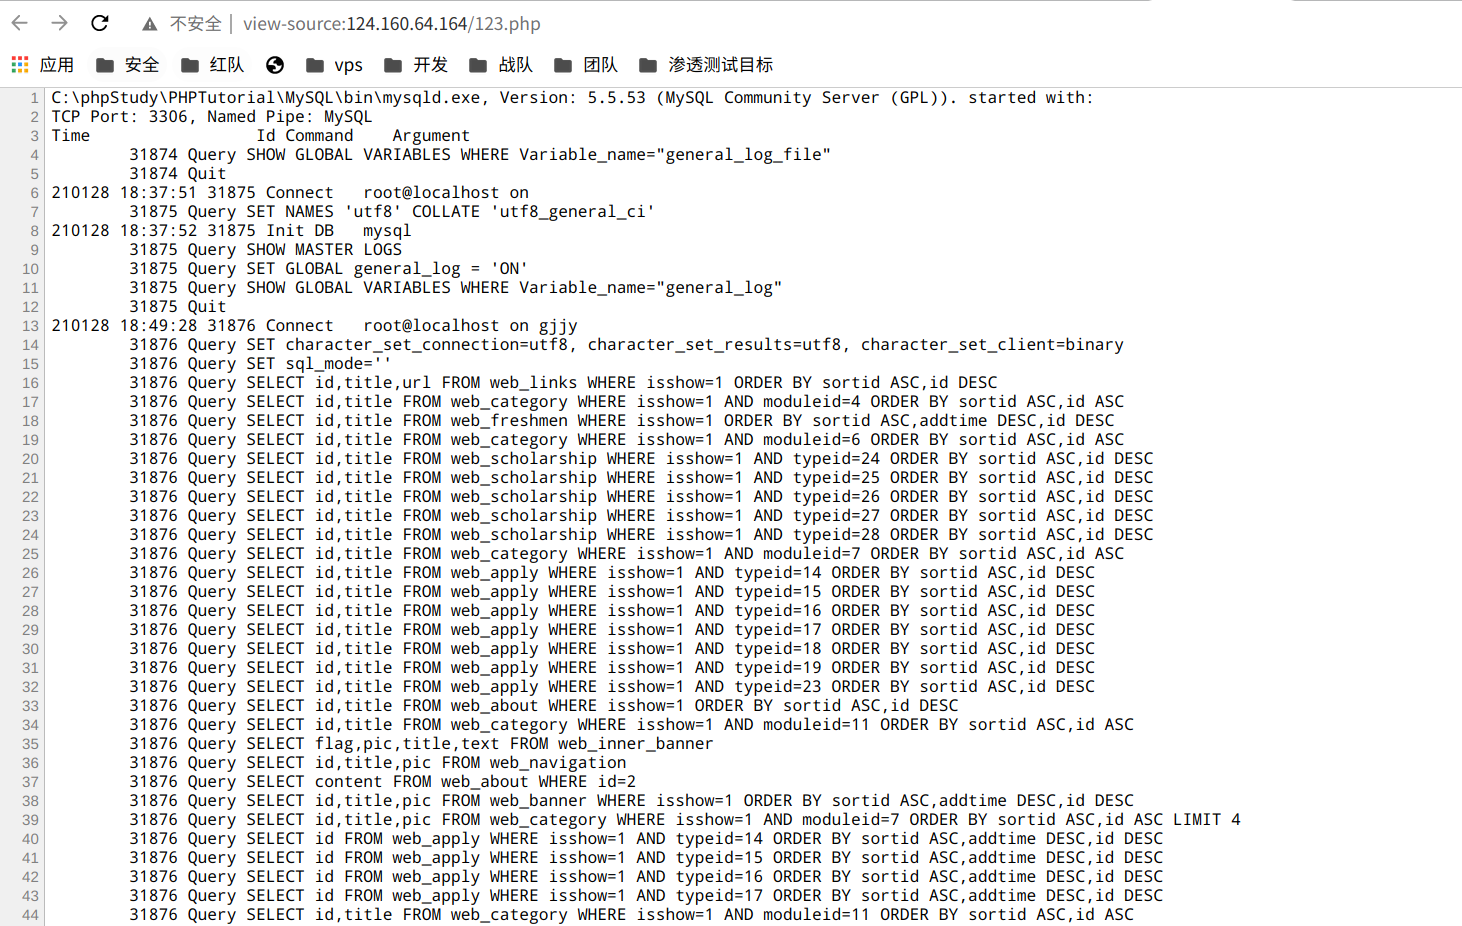 不安全 | view-source:124.160.64.164/123.php
应用 安全 红队 vps 开发 战队 团队 渗透测试目标
1 C:\phpStudy\PHPTutorial\MySQL\bin\mysqld.exe, Version: 5.5.53 (MySQL Community Server (GPL)). started with:
2 TCP Port: 3306, Named Pipe: MySQL
3 Time Id Command Argument
4 31874 Query SHOW GLOBAL VARIABLES WHERE Variable_name="general_log_file"
5 31874 Quit
6 210128 18:37:51 31875 Connect root@localhost on
7 31875 Query SET NAMES 'utf8' COLLATE 'utf8_general_ci'
8 210128 18:37:52 31875 Init DB mysql
9 31875 Query SHOW MASTER LOGS
10 31875 Query SET GLOBAL general_log = 'ON'
11 31875 Query SHOW GLOBAL VARIABLES WHERE Variable_name="general_log"
12 31875 Quit
13 210128 18:49:28 31876 Connect root@localhost on gjjy
14 31876 Query SET character_set_connection=utf8, character_set_results=utf8, character_set_client=binary
15 31876 Query SET sql_mode=''
16 31876 Query SELECT id,title,url FROM web_links WHERE isshow=1 ORDER BY sortid ASC,id DESC
17 31876 Query SELECT id,title FROM web_category WHERE isshow=1 AND moduleid=4 ORDER BY sortid ASC,id ASC
18 31876 Query SELECT id,title FROM web_freshmen WHERE isshow=1 ORDER BY sortid ASC,addtime DESC,id DESC
19 31876 Query SELECT id,title FROM web_category WHERE isshow=1 AND moduleid=6 ORDER BY sortid ASC,id ASC
20 31876 Query SELECT id,title FROM web_scholarship WHERE isshow=1 AND typeid=24 ORDER BY sortid ASC,id DESC
21 31876 Query SELECT id,title FROM web_scholarship WHERE isshow=1 AND typeid=25 ORDER BY sortid ASC,id DESC
22 31876 Query SELECT id,title FROM web_scholarship WHERE isshow=1 AND typeid=26 ORDER BY sortid ASC,id DESC
23 31876 Query SELECT id,title FROM web_scholarship WHERE isshow=1 AND typeid=27 ORDER BY sortid ASC,id DESC
24 31876 Query SELECT id,title FROM web_scholarship WHERE isshow=1 AND typeid=28 ORDER BY sortid ASC,id DESC
25 31876 Query SELECT id,title FROM web_category WHERE isshow=1 AND moduleid=7 ORDER BY sortid ASC,id ASC
26 31876 Query SELECT id,title FROM web_apply WHERE isshow=1 AND typeid=14 ORDER BY sortid ASC,id DESC
27 31876 Query SELECT id,title FROM web_apply WHERE isshow=1 AND typeid=15 ORDER BY sortid ASC,id DESC
28 31876 Query SELECT id,title FROM web_apply WHERE isshow=1 AND typeid=16 ORDER BY sortid ASC,id DESC
29 31876 Query SELECT id,title FROM web_apply WHERE isshow=1 AND typeid=17 ORDER BY sortid ASC,id DESC
30 31876 Query SELECT id,title FROM web_apply WHERE isshow=1 AND typeid=18 ORDER BY sortid ASC,id DESC
31 31876 Query SELECT id,title FROM web_apply WHERE isshow=1 AND typeid=19 ORDER BY sortid ASC,id DESC
32 31876 Query SELECT id,title FROM web_apply WHERE isshow=1 AND typeid=23 ORDER BY sortid ASC,id DESC
33 31876 Query SELECT id,title FROM web_about WHERE isshow=1 ORDER BY sortid ASC,id DESC
34 31876 Query SELECT id,title FROM web_category WHERE isshow=1 AND moduleid=11 ORDER BY sortid ASC,id ASC
35 31876 Query SELECT flag,pic,title,text FROM web_inner_banner
36 31876 Query SELECT id,title,pic FROM web_navigation
37 31876 Query SELECT content FROM web_about WHERE id=2
38 31876 Query SELECT id,title,pic FROM web_banner WHERE isshow=1 ORDER BY sortid ASC,addtime DESC,id DESC
39 31876 Query SELECT id,title,pic FROM web_category WHERE isshow=1 AND moduleid=7 ORDER BY sortid ASC,id ASC LIMIT 4
40 31876 Query SELECT id FROM web_apply WHERE isshow=1 AND typeid=14 ORDER BY sortid ASC,addtime DESC,id DESC
41 31876 Query SELECT id FROM web_apply WHERE isshow=1 AND typeid=15 ORDER BY sortid ASC,addtime DESC,id DESC
42 31876 Query SELECT id FROM web_apply WHERE isshow=1 AND typeid=16 ORDER BY sortid ASC,addtime DESC,id DESC
43 31876 Query SELECT id FROM web_apply WHERE isshow=1 AND typeid=17 ORDER BY sortid ASC,addtime DESC,id DESC
44 31876 Query SELECT id,title FROM web_category WHERE isshow=1 AND moduleid=11 ORDER BY sortid ASC,id ASC